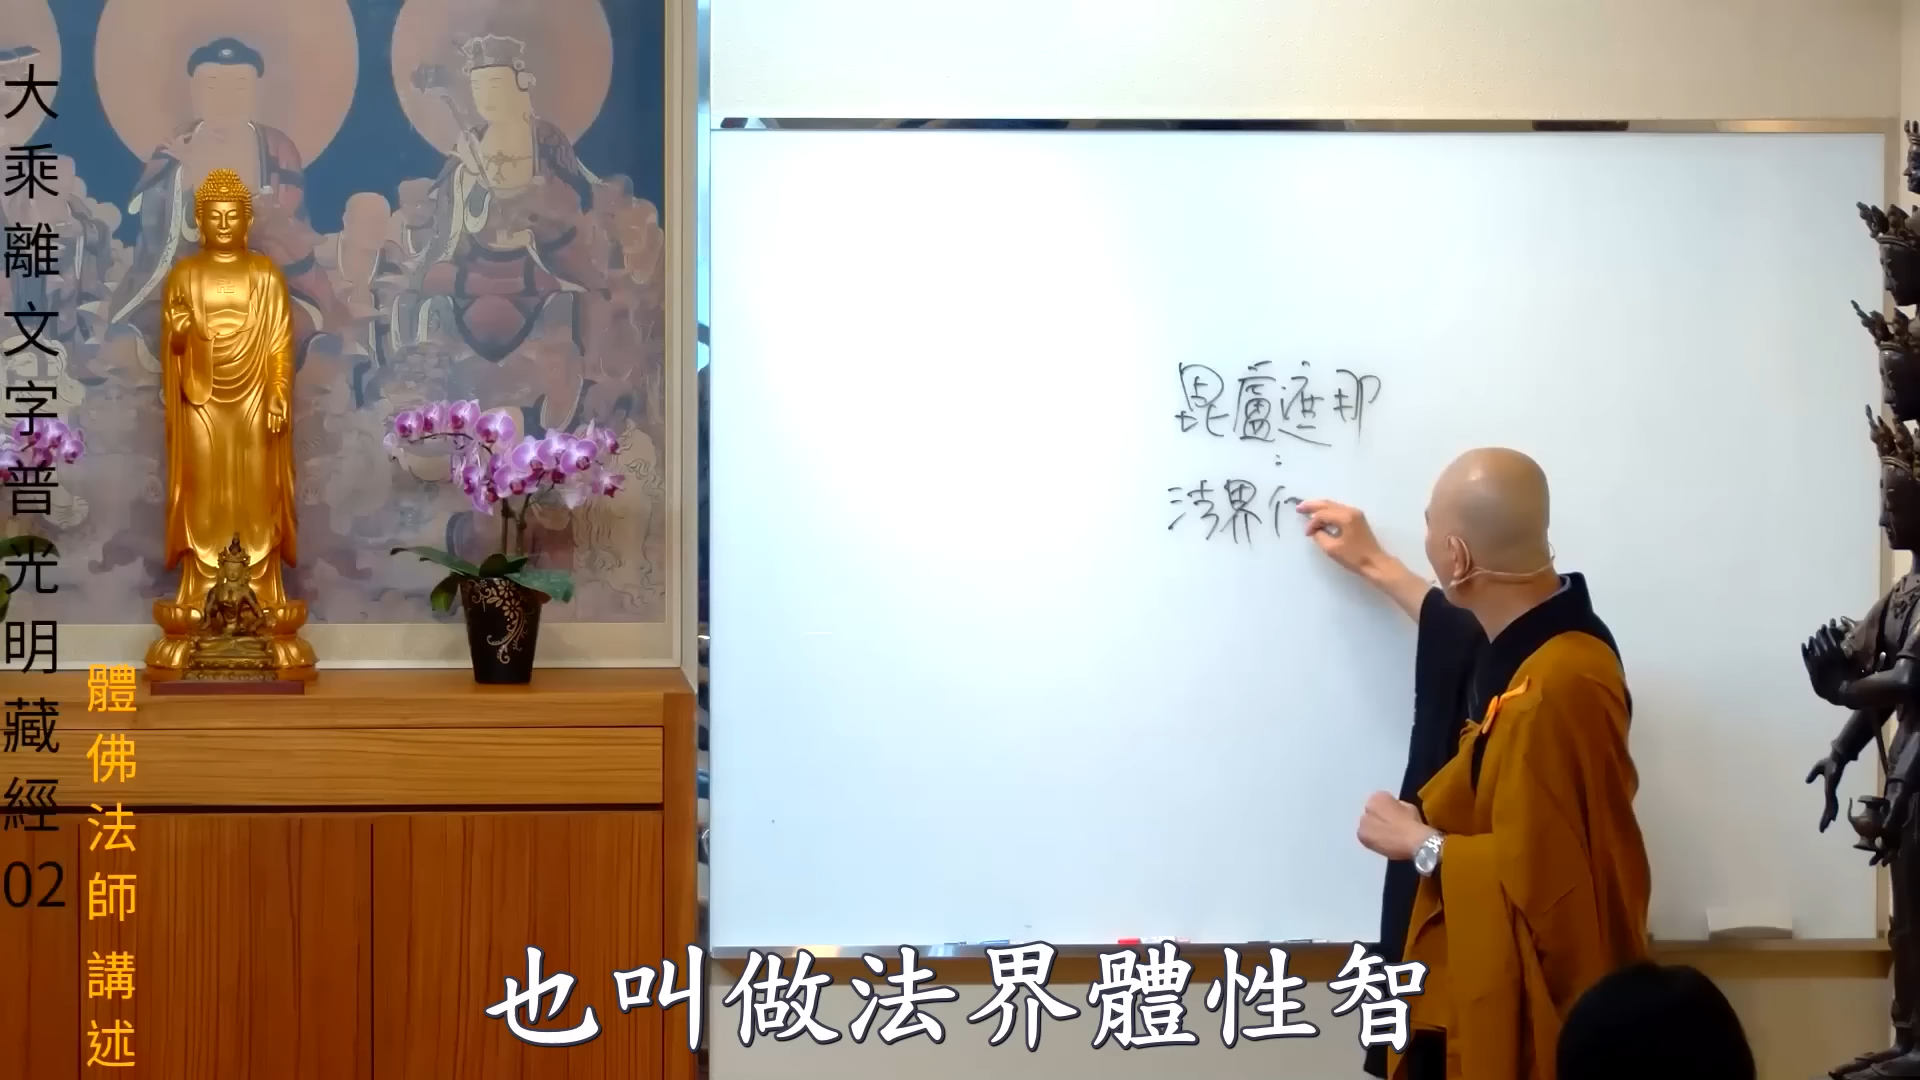 大乘離文字普光明藏經02
體佛法師講述
毘盧遮那
:
法界
也叫做法界體性智